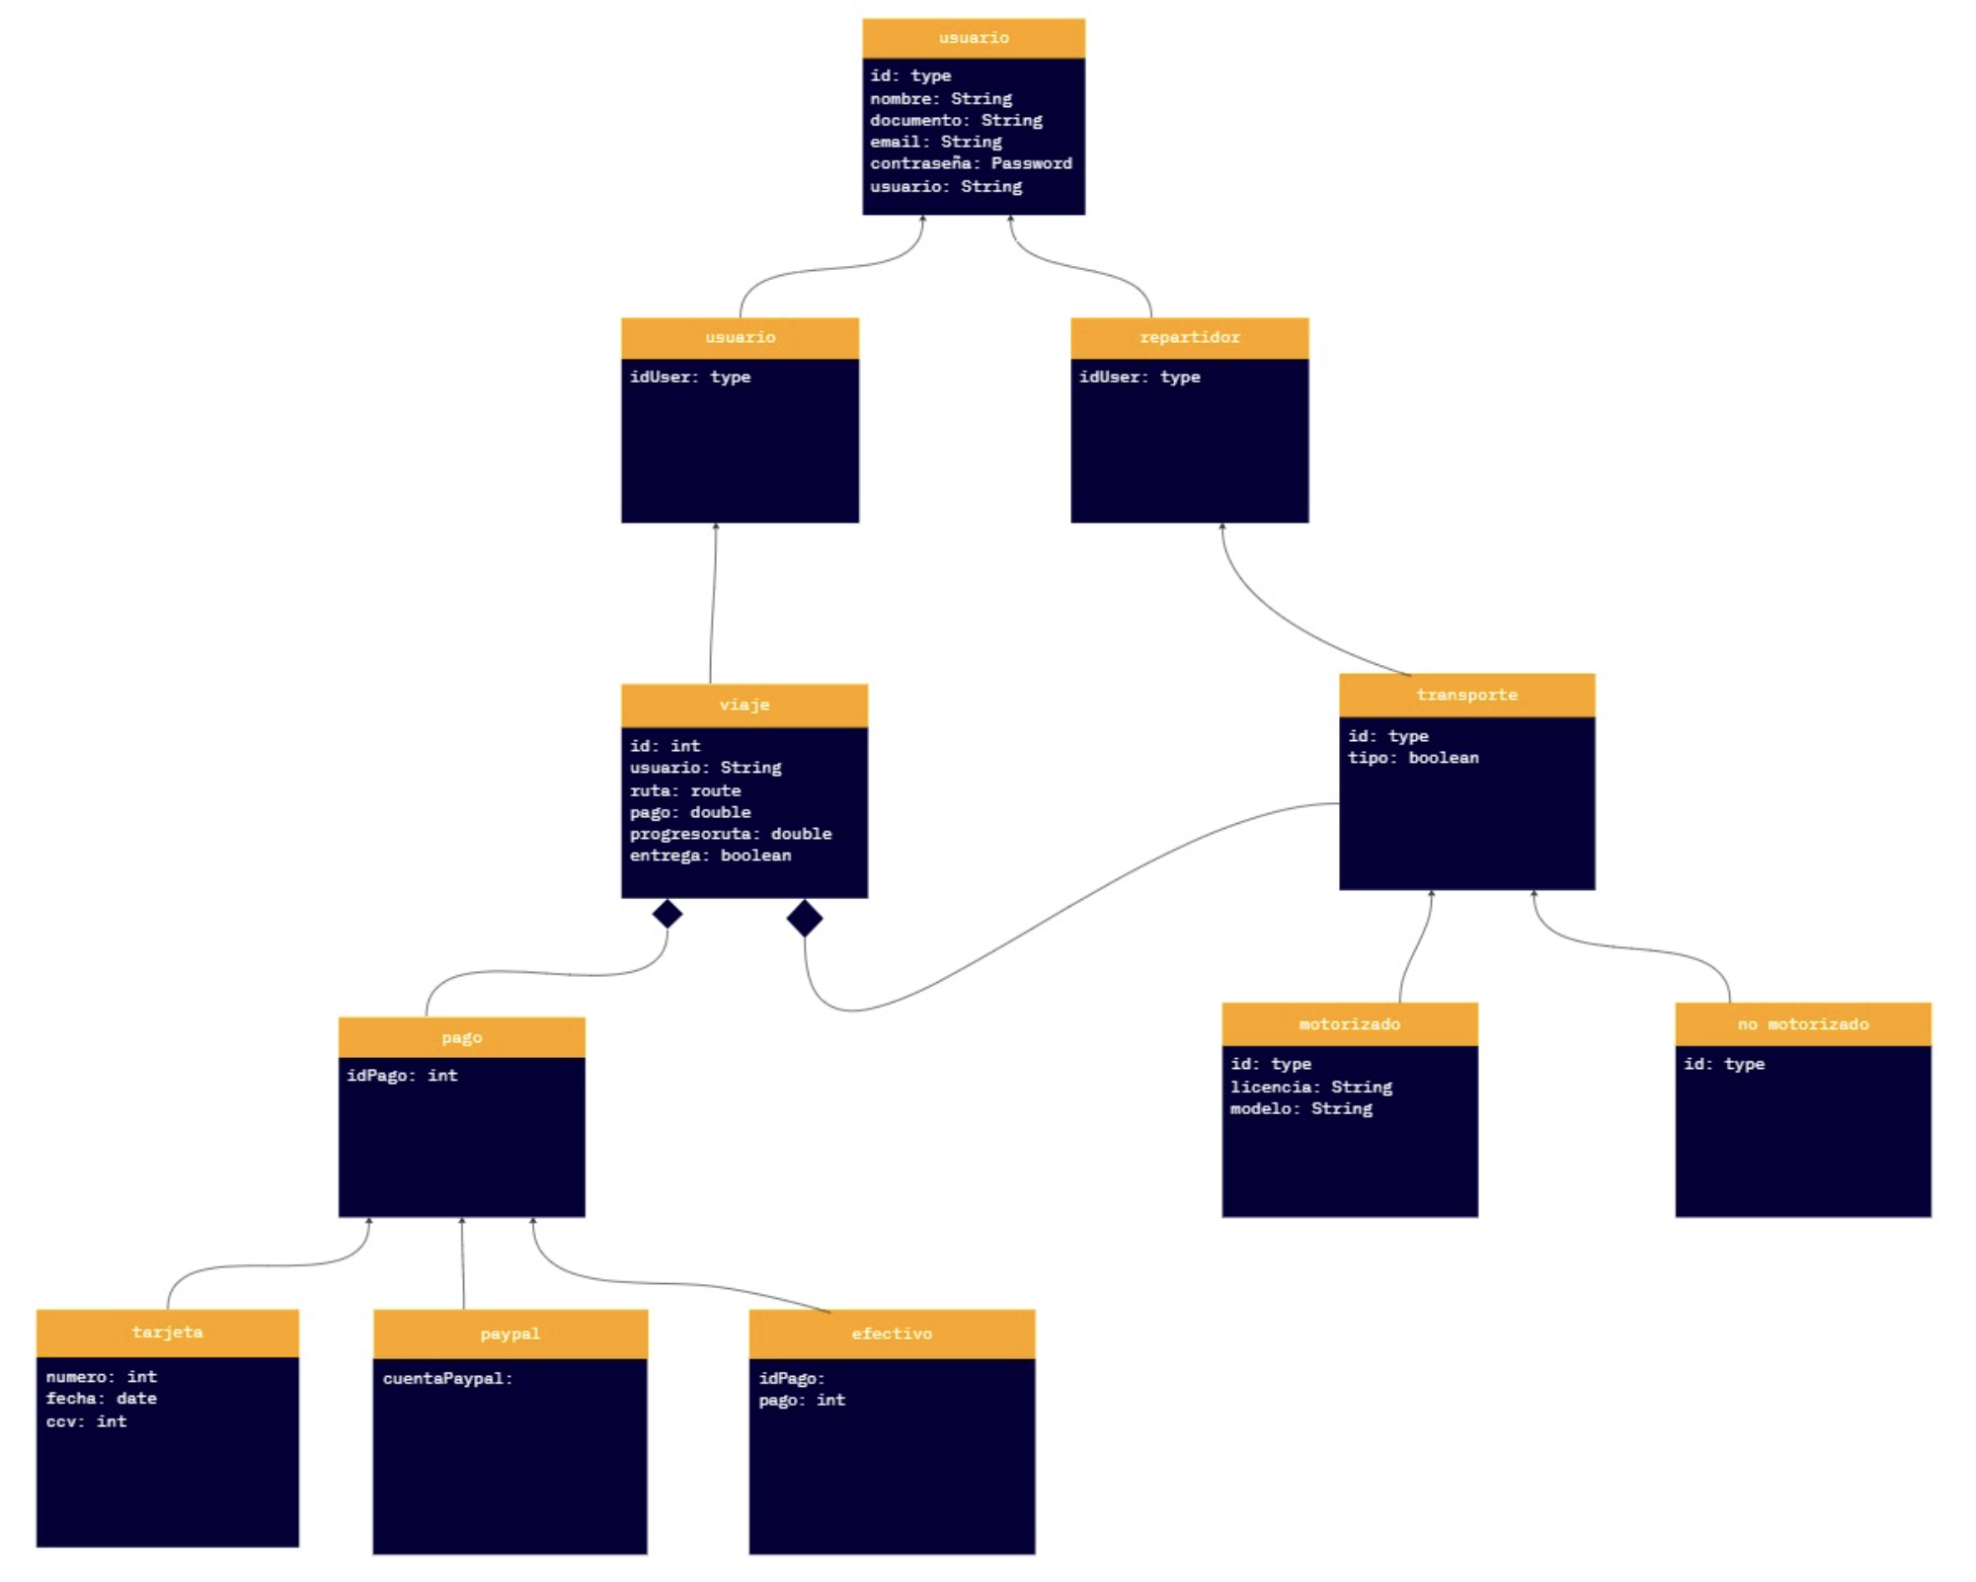 usuario
id: type
nombre: String
documento: String
email: String
contraseña: Password
usuario: String
usuario
idUser: type
repartidor
idUser: type
viaje
id: int
usuario: String
ruta: route
pago: double
progresoruta: double
entrega: boolean
transporte
id: type
tipo: boolean
pago
idPago: int
motorizado
id: type
licencia: String
modelo: String
no motorizado
id: type
tarjeta
numero: int
fecha: date
ccv: int
paypal
cuentaPaypal:
efectivo
idPago:
pago: int